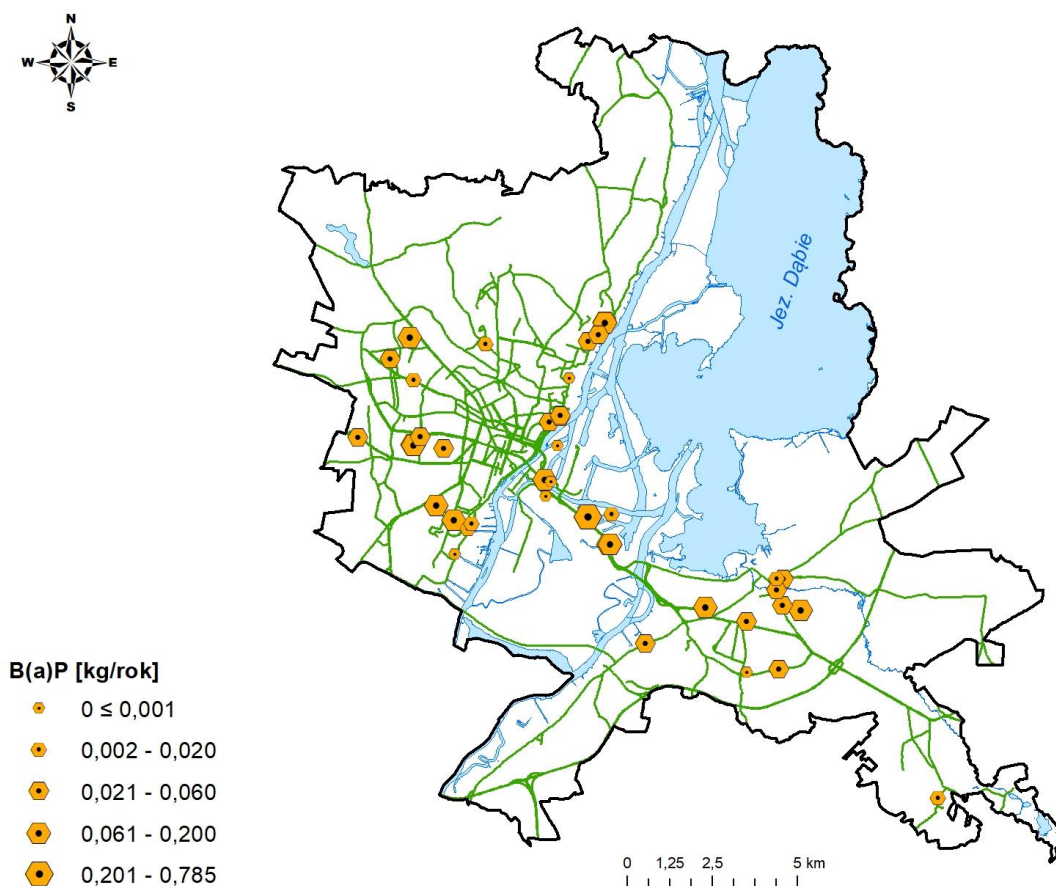 N
W E
S
Jez. Dąbie
B(a)P [kg/rok]
0 ≤ 0,001
0,002 - 0,020
0,021 - 0,060
0,061 - 0,200
0,201 - 0,785
0 1,25 2,5 5 km